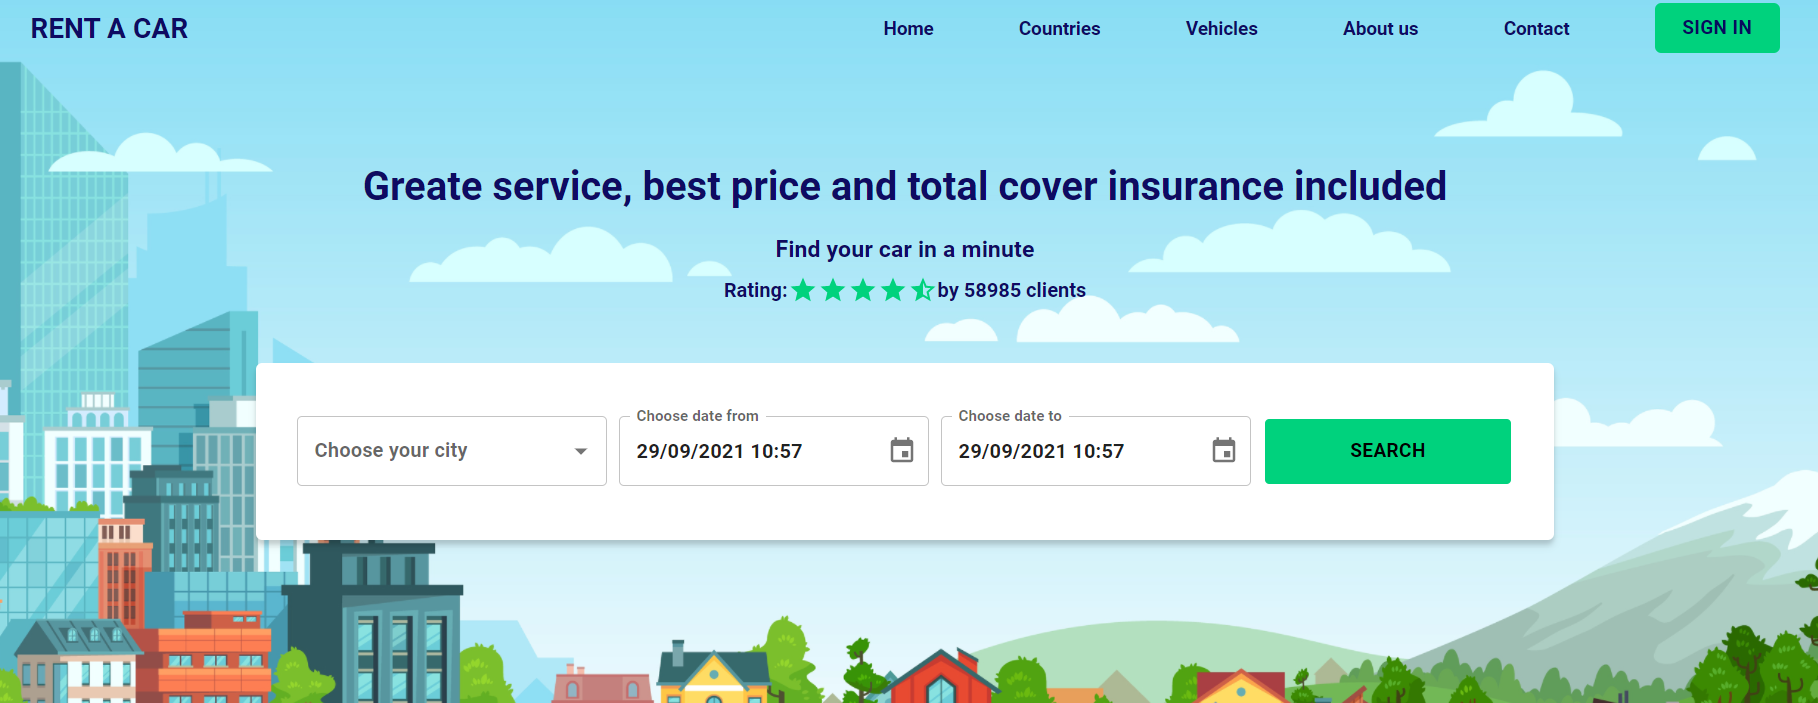 RENT A CAR
Home
Countries
Vehicles
About us
Contact
SIGN IN
Greate service, best price and total cover insurance included
Find your car in a minute
Rating: by 58985 clients
Choose your city
Choose date from
29/09/2021 10:57
Choose date to
29/09/2021 10:57
SEARCH